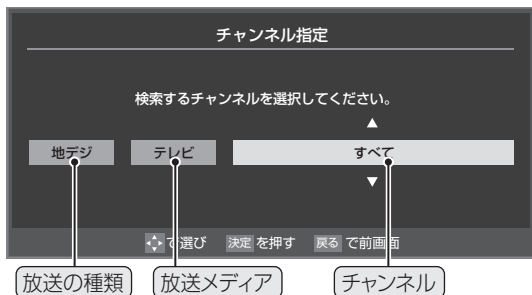 チャンネル指定
検索するチャンネルを選択してください。
地デジ テレビ すべて
で選び 決定 を押す 戻る で前画面
放送の種類 放送メディア チャンネル